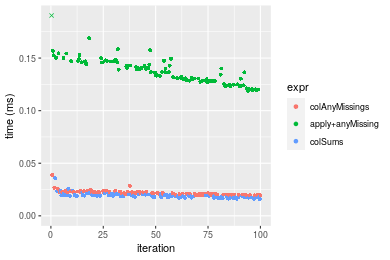 time (ms)
0.15
0.10
0.05
0.00
0
25
50
75
100
iteration
expr
colAnyMissings
apply+anyMissing
colSums